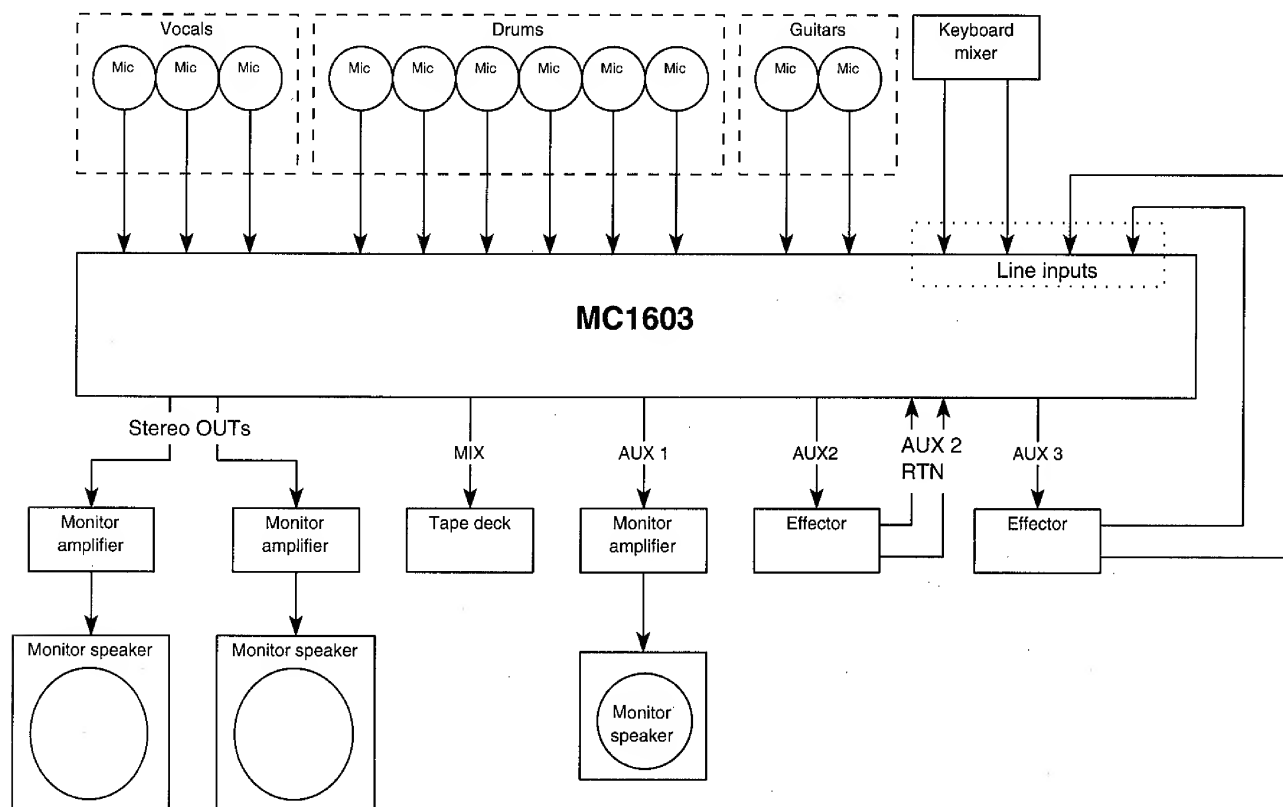 Vocals
Drums
Guitars
Keyboard
mixer
Mic
Mic
Mic
Mic
Mic
Mic
Mic
Mic
Mic
Mic
Mic
Line inputs
MC1603
Stereo OUTs
MIX
AUX 1
AUX2
AUX 2
RTN
AUX 3
Monitor
amplifier
Monitor
amplifier
Tape deck
Monitor
amplifier
Effector
Effector
Monitor speaker
Monitor speaker
Monitor
speaker